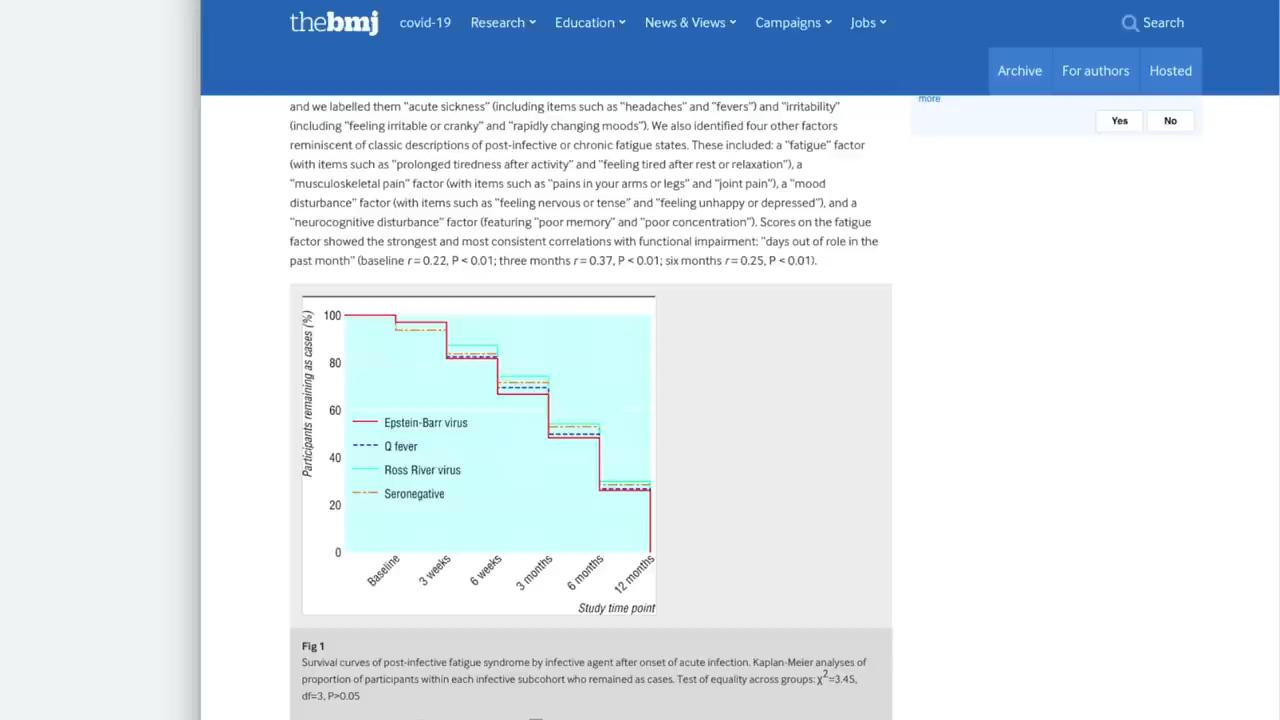 thebmj covid-19 Research Education News & Views Campaigns Jobs Search
Archive For authors Hosted
more
Yes No
and we labelled them "acute sickness" (including items such as "headaches" and "fevers") and "irritability"
(including "feeling irritable or cranky" and "rapidly changing moods"). We also identified four other factors
reminiscent of classic descriptions of post-infective or chronic fatigue states. These included: a "fatigue" factor
(with items such as "prolonged tiredness after activity" and "feeling tired after rest or relaxation"), a
"musculoskeletal pain" factor (with items such as "pains in your arms or legs" and "joint pain"), a "mood
disturbance" factor (with items such as "feeling nervous or tense" and "feeling unhappy or depressed"), and a
"neurocognitive disturbance" factor (featuring "poor memory" and "poor concentration"). Scores on the fatigue
factor showed the strongest and most consistent correlations with functional impairment: "days out of role in the
past month" (baseline r = 0.22, P < 0.01; three months r = 0.37, P < 0.01; six months r = 0.25, P < 0.01).
Participants remaining as cases (%)
100
80
60
40
20
0
Epstein-Barr virus
Q fever
Ross River virus
Seronegative
Baseline
3 weeks
6 weeks
3 months
6 months
12 months
Study time point
Fig 1
Survival curves of post-infective fatigue syndrome by infective agent after onset of acute infection. Kaplan-Meier analyses of
proportion of participants within each infective subcohort who remained as cases. Test of equality across groups: χ2=3.45,
df=3, P>0.05